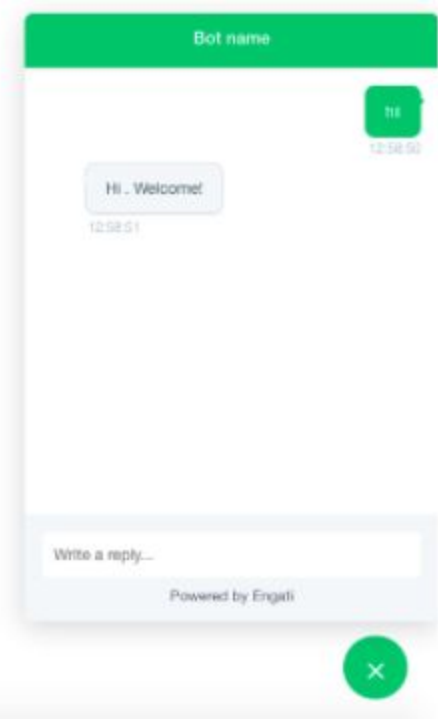 Bot name
hi
12:58:50
Hi . Welcome!
12:58:51
Write a reply...
Powered by Engati